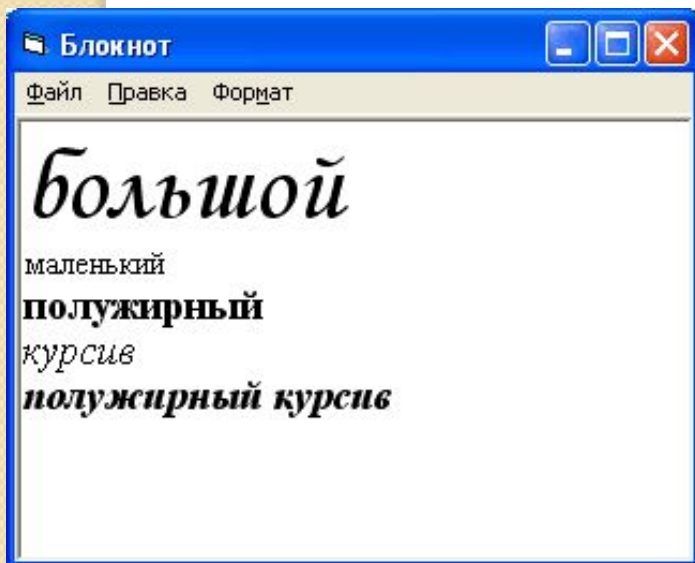 Блокнот
Файл Правка Формат
большой
маленький
полужирный
курсив
полужирный курсив